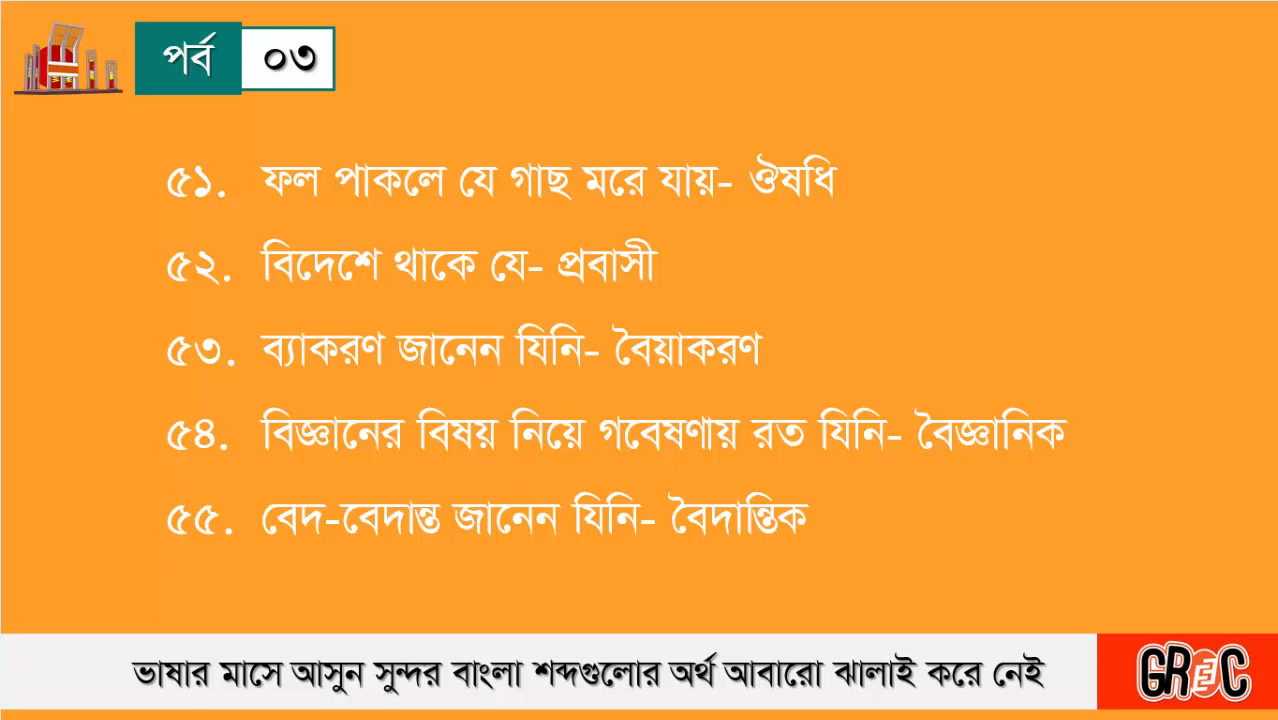 পর্ব ০৩
৫১. ফল পাকলে যে গাছ মরে যায়- ঔষধি
৫২. বিদেশে থাকে যে- প্রবাসী
৫৩. ব্যাকরণ জানেন যিনি- বৈয়াকরণ
৫৪. বিজ্ঞানের বিষয় নিয়ে গবেষণায় রত যিনি- বৈজ্ঞানিক
৫৫. বেদ-বেদান্ত জানেন যিনি- বৈদান্তিক
ভাষার মাসে আসুন সুন্দর বাংলা শব্দগুলোর অর্থ আবারো ঝালাই করে নেই
GREC